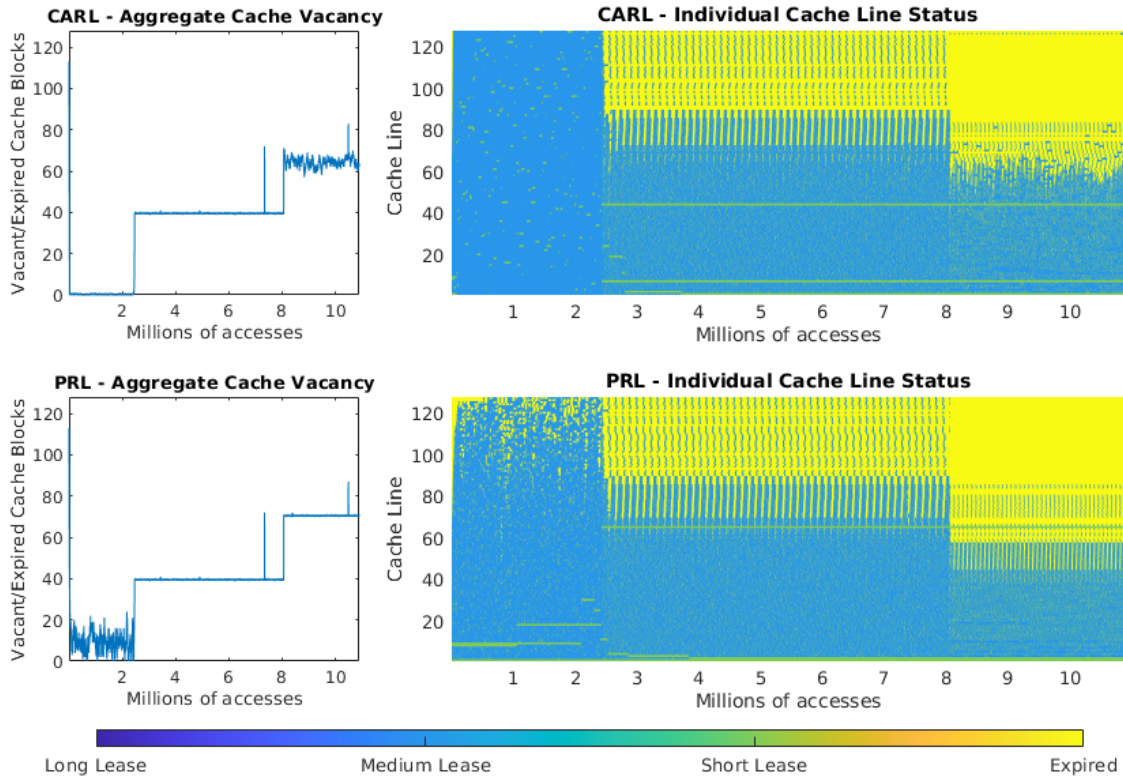 CARL - Aggregate Cache Vacancy
Vacant/Expired Cache Blocks
120
100
80
60
40
20
0
2 4 6 8 10
Millions of accesses
CARL - Individual Cache Line Status
Cache Line
120
100
80
60
40
20
1 2 3 4 5 6 7 8 9 10
Millions of accesses
PRL - Aggregate Cache Vacancy
Vacant/Expired Cache Blocks
120
100
80
60
40
20
0
2 4 6 8 10
Millions of accesses
PRL - Individual Cache Line Status
Cache Line
120
100
80
60
40
20
1 2 3 4 5 6 7 8 9 10
Millions of accesses
Long Lease Medium Lease Short Lease Expired